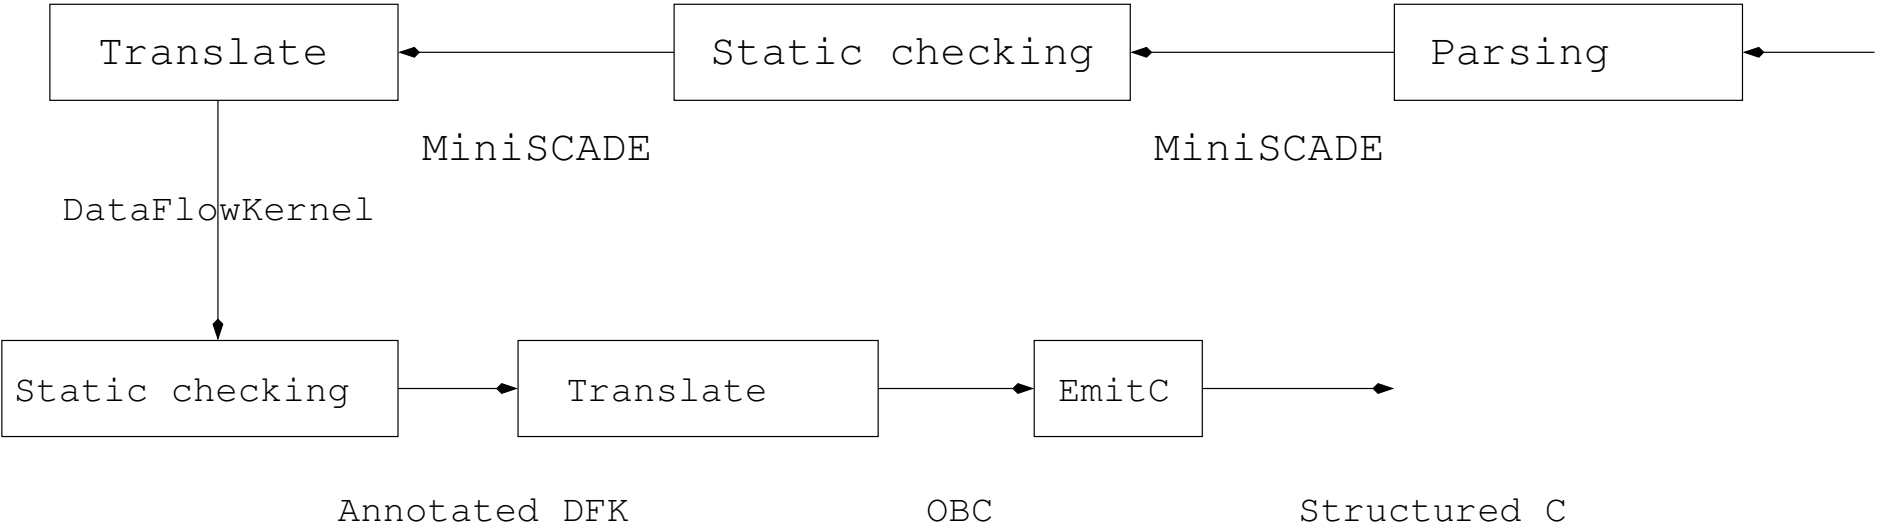 Translate
Static checking
Parsing
MiniSCADE
MiniSCADE
DataFlowKernel
Static checking
Translate
EmitC
Annotated DFK
OBC
Structured C